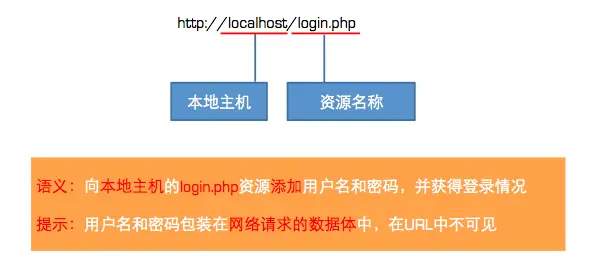 http://localhost/login.php
本地主机
资源名称
语义：向本地主机的login.php资源添加用户名和密码，并获得登录情况
提示：用户名和密码包装在网络请求的数据体中，在URL中不可见